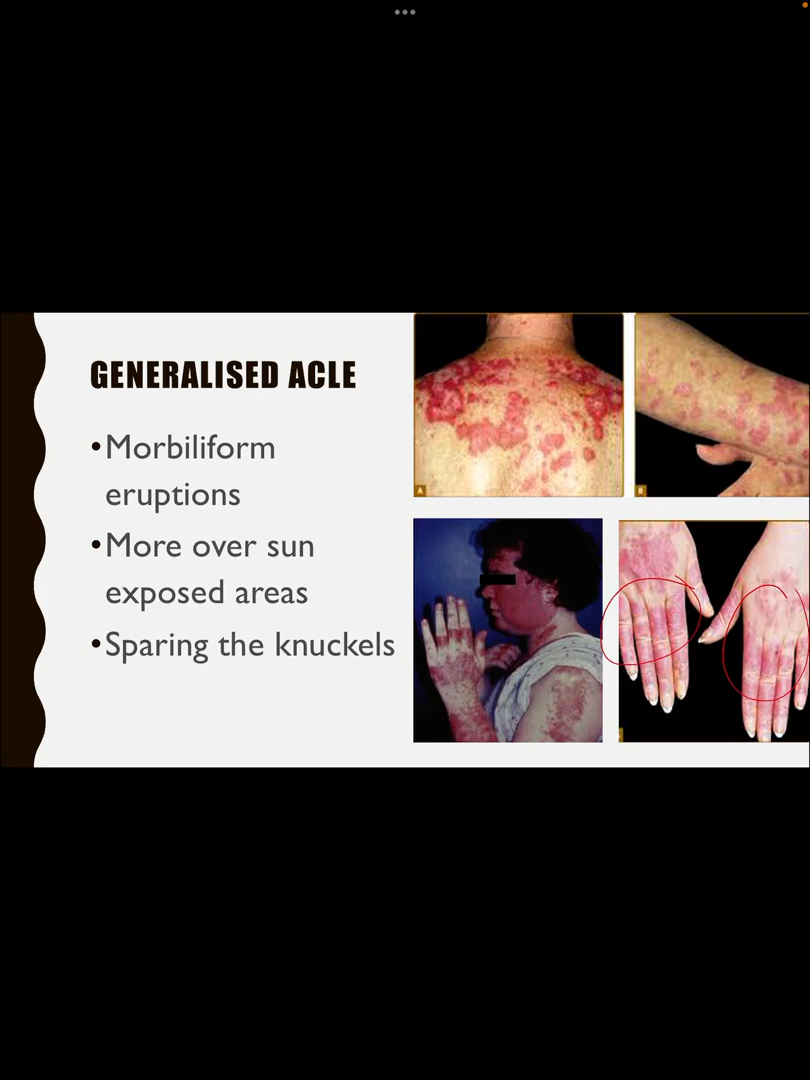 GENERALISED ACLE
•Morbiliform
eruptions
•More over sun
exposed areas
•Sparing the knuckels
A
B